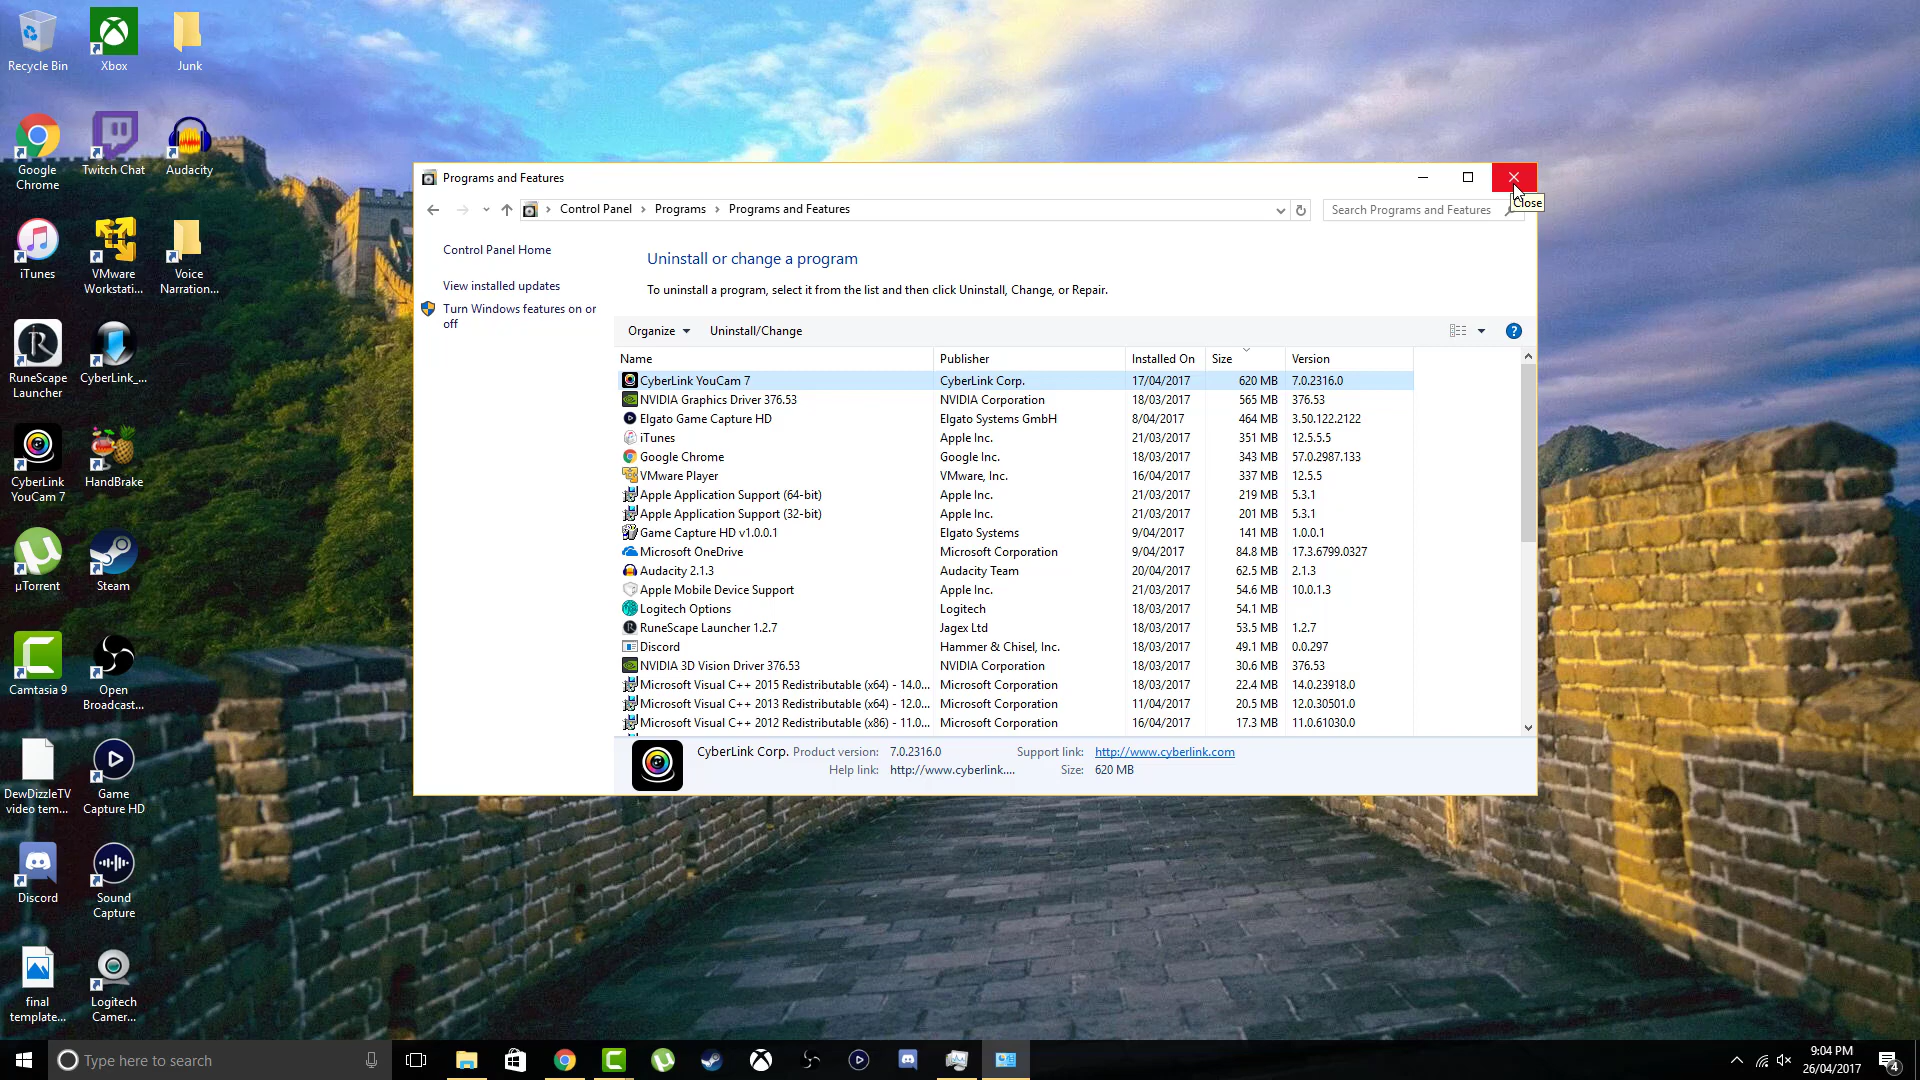 Recycle Bin
Xbox
Junk
Google
Chrome
Twitch Chat
Audacity
iTunes
VMware
Workstati...
Voice
Narration...
RuneScape
Launcher
CyberLink_...
CyberLink
YouCam 7
HandBrake
µTorrent
Steam
Camtasia 9
Open
Broadcast...
DewDizzleTV
video tem...
Game
Capture HD
Discord
Sound
Capture
final
template...
Logitech
Camer...
Programs and Features
Close
Control Panel > Programs > Programs and Features
Search Programs and Features
Control Panel Home
View installed updates
Turn Windows features on or
off
Uninstall or change a program
To uninstall a program, select it from the list and then click Uninstall, Change, or Repair.
Organize Uninstall/Change
Name Publisher Installed On Size Version
CyberLink YouCam 7 CyberLink Corp. 17/04/2017 620 MB 7.0.2316.0
NVIDIA Graphics Driver 376.53 NVIDIA Corporation 18/03/2017 565 MB 376.53
Elgato Game Capture HD Elgato Systems GmbH 8/04/2017 464 MB 3.50.122.2122
iTunes Apple Inc. 21/03/2017 351 MB 12.5.5.5
Google Chrome Google Inc. 18/03/2017 343 MB 57.0.2987.133
VMware Player VMware, Inc. 16/04/2017 337 MB 12.5.5
Apple Application Support (64-bit) Apple Inc. 21/03/2017 219 MB 5.3.1
Apple Application Support (32-bit) Apple Inc. 21/03/2017 201 MB 5.3.1
Game Capture HD v1.0.0.1 Elgato Systems 9/04/2017 141 MB 1.0.0.1
Microsoft OneDrive Microsoft Corporation 9/04/2017 84.8 MB 17.3.6799.0327
Audacity 2.1.3 Audacity Team 20/04/2017 62.5 MB 2.1.3
Apple Mobile Device Support Apple Inc. 21/03/2017 54.6 MB 10.0.1.3
Logitech Options Logitech 18/03/2017 54.1 MB
RuneScape Launcher 1.2.7 Jagex Ltd 18/03/2017 53.5 MB 1.2.7
Discord Hammer & Chisel, Inc. 18/03/2017 49.1 MB 0.0.297
NVIDIA 3D Vision Driver 376.53 NVIDIA Corporation 18/03/2017 30.6 MB 376.53
Microsoft Visual C++ 2015 Redistributable (x64) - 14.0... Microsoft Corporation 18/03/2017 22.4 MB 14.0.23918.0
Microsoft Visual C++ 2013 Redistributable (x64) - 12.0... Microsoft Corporation 11/04/2017 20.5 MB 12.0.30501.0
Microsoft Visual C++ 2012 Redistributable (x86) - 11.0... Microsoft Corporation 16/04/2017 17.3 MB 11.0.61030.0
CyberLink Corp. Product version: 7.0.2316.0 Support link: http://www.cyberlink.com
Help link: http://www.cyberlink.... Size: 620 MB
Type here to search
9:04 PM
26/04/2017
4